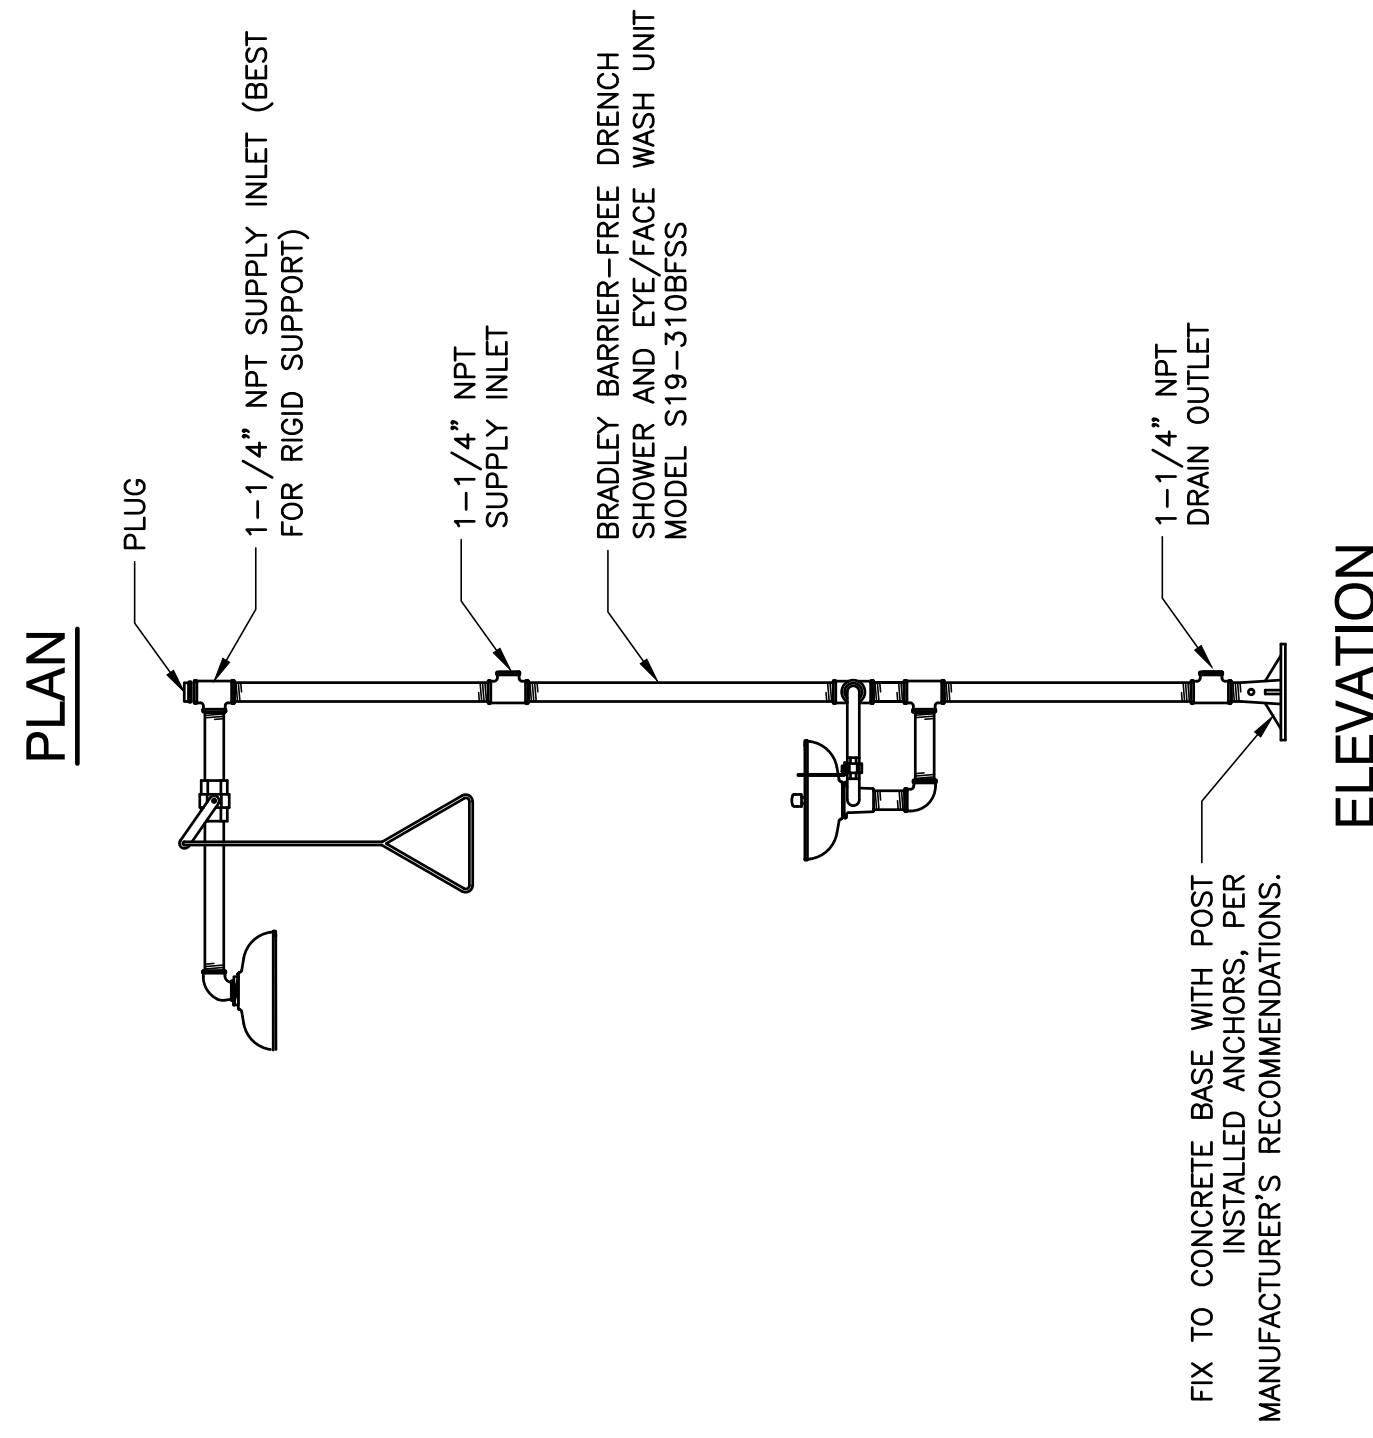 PLAN
PLUG
1-1/4" NPT SUPPLY INLET (BEST
FOR RIGID SUPPORT)
1-1/4" NPT
SUPPLY INLET
BRADLEY BARRIER-FREE DRENCH
SHOWER AND EYE/FACE WASH UNIT
MODEL S19-310BFSS
1-1/4" NPT
DRAIN OUTLET
FIX TO CONCRETE BASE WITH POST
INSTALLED ANCHORS, PER
MANUFACTURER'S RECOMMENDATIONS.
ELEVATION